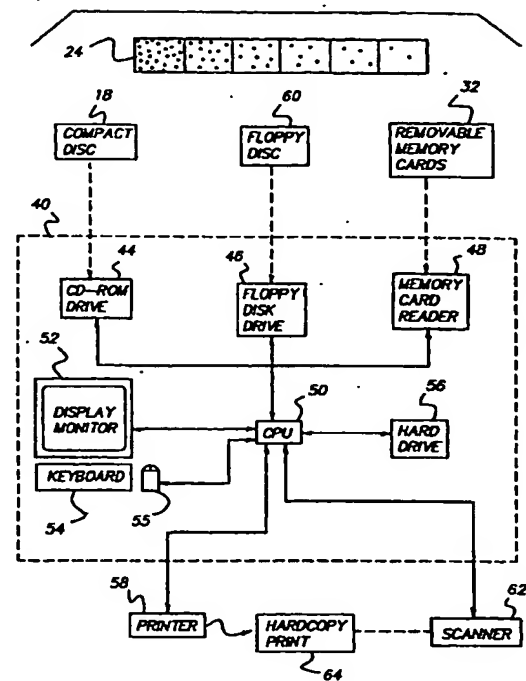 24
18
60
32
COMPACT
DISC
FLOPPY
DISC
REMOVABLE
MEMORY
CARDS
40
44
46
48
CD-ROM
DRIVE
FLOPPY
DISK
DRIVE
MEMORY
CARD
READER
52
50
56
DISPLAY
MONITOR
CPU
HARD
DRIVE
KEYBOARD
54
55
58
62
PRINTER
HARDCOPY
PRINT
SCANNER
64